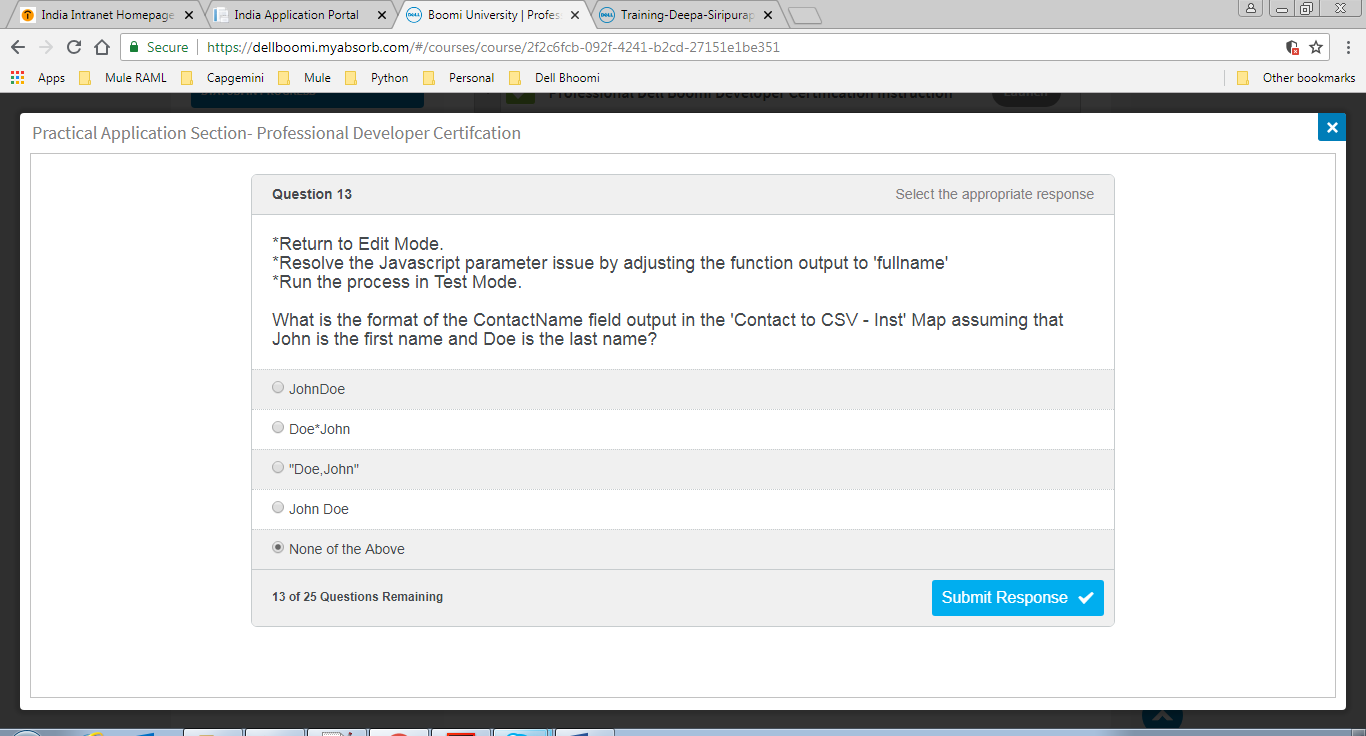 India Intranet Homepage
India Application Portal
Boomi University | Profes
Training-Deepa-Siripurap
Secure
https://dellboomi.myabsorb.com/#/courses/course/2f2c6fcb-092f-4241-b2cd-27151e1be351
Apps
Mule RAML
Capgemini
Mule
Python
Personal
Dell Bhoomi
Other bookmarks
Professional Dell Boomi Developer Certification Instruction
Practical Application Section- Professional Developer Certifcation
Question 13
Select the appropriate response
*Return to Edit Mode.
*Resolve the Javascript parameter issue by adjusting the function output to 'fullname'
*Run the process in Test Mode.
What is the format of the ContactName field output in the 'Contact to CSV - Inst' Map assuming that
John is the first name and Doe is the last name?
JohnDoe
Doe*John
"Doe,John"
John Doe
None of the Above
13 of 25 Questions Remaining
Submit Response